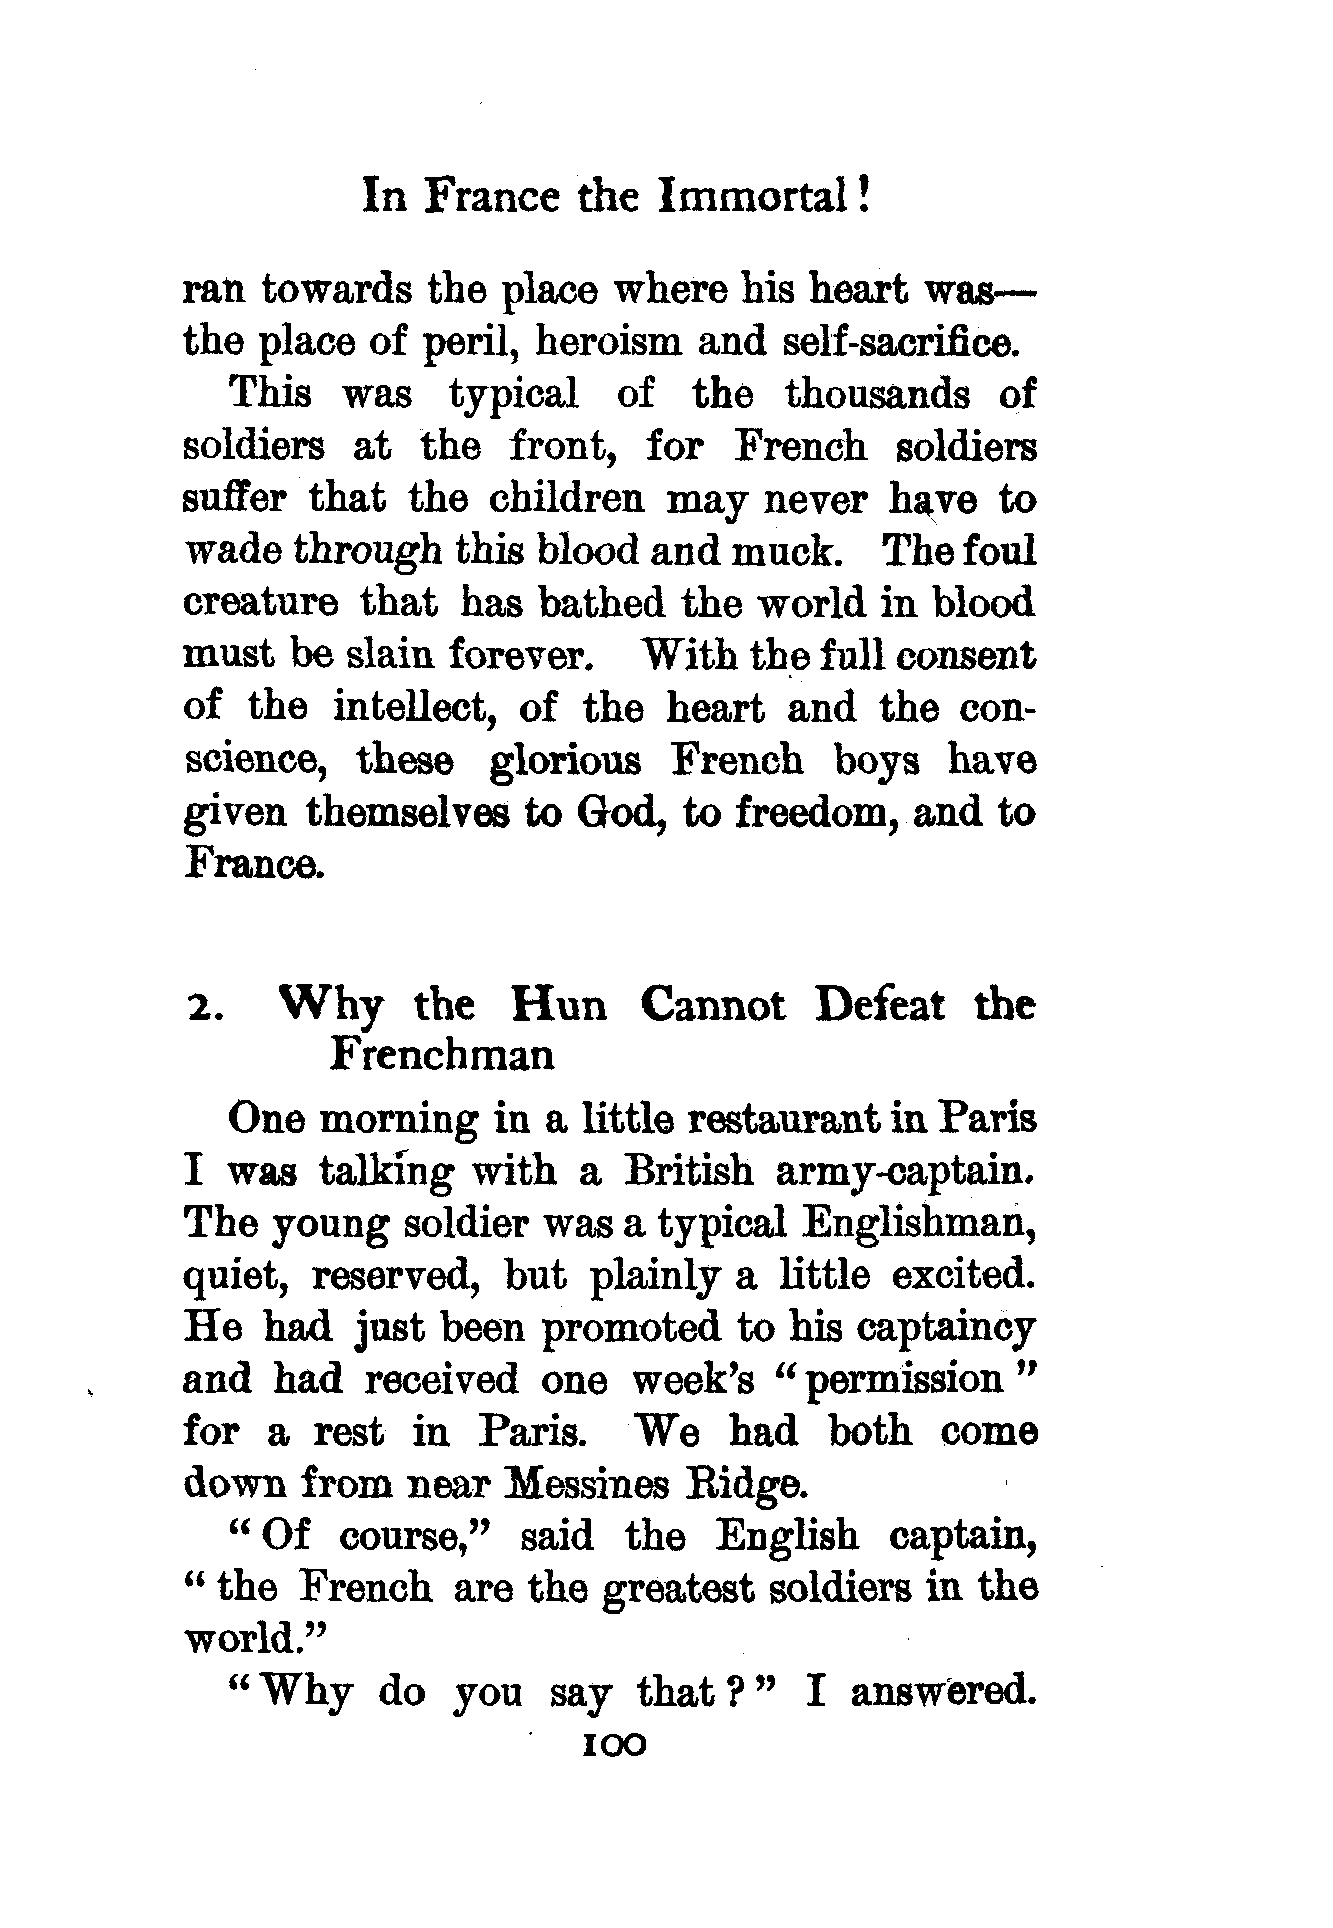 In France the Immortal!
ran towards the place where his heart was—
the place of peril, heroism and self-sacrifice.
This was typical of the thousands of
soldiers at the front, for French soldiers
suffer that the children may never have to
wade through this blood and muck. The foul
creature that has bathed the world in blood
must be slain forever. With the full consent
of the intellect, of the heart and the con-
science, these glorious French boys have
given themselves to God, to freedom, and to
France.
2. Why the Hun Cannot Defeat the
Frenchman
One morning in a little restaurant in Paris
I was talking with a British army-captain.
The young soldier was a typical Englishman,
quiet, reserved, but plainly a little excited.
He had just been promoted to his captaincy
and had received one week's “permission”
for a rest in Paris. We had both come
down from near Messines Ridge.
“Of course,” said the English captain,
“the French are the greatest soldiers in the
world.”
“Why do you say that?” I answered.
100